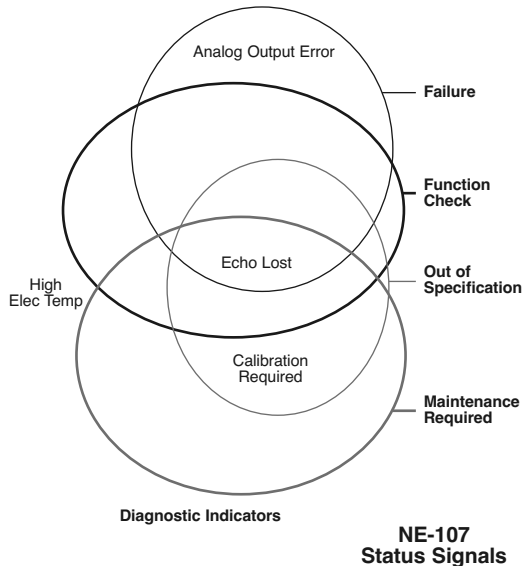 Analog Output Error
Failure
Function
Check
Echo Lost
High
Elec Temp
Out of
Specification
Calibration
Required
Maintenance
Required
Diagnostic Indicators
NE-107
Status Signals